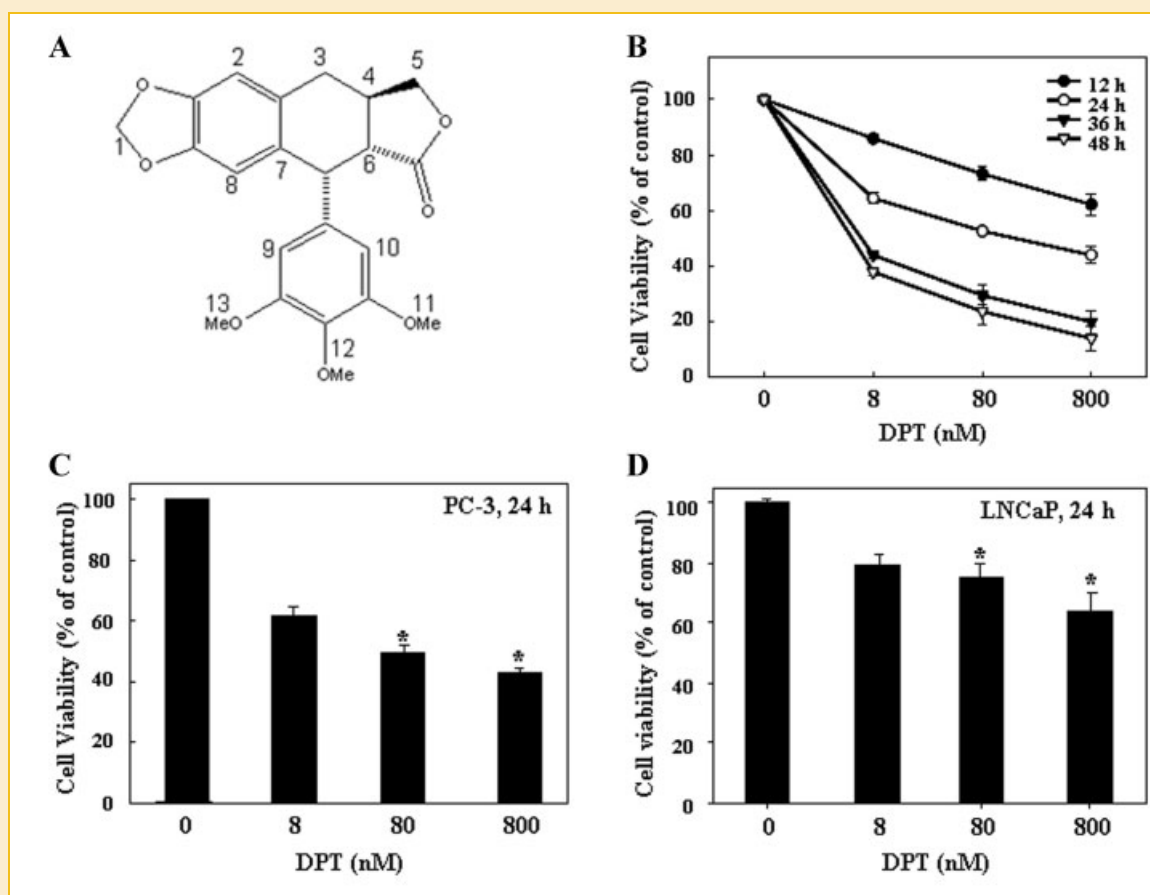 A
2
3
4
5
O
O
O
O
1
6
7
8
9
10
11
12
13
MeO
OMe
OMe
B
12 h
24 h
36 h
48 h
Cell Viability (% of control)
100
80
60
40
20
0
0 8 80 800
DPT (nM)
C
PC-3, 24 h
Cell Viability (% of control)
100
80
60
40
20
0
*
*
0 8 80 800
DPT (nM)
D
LNCaP, 24 h
Cell viability (% of control)
100
80
60
40
20
0
*
*
0 8 80 800
DPT (nM)